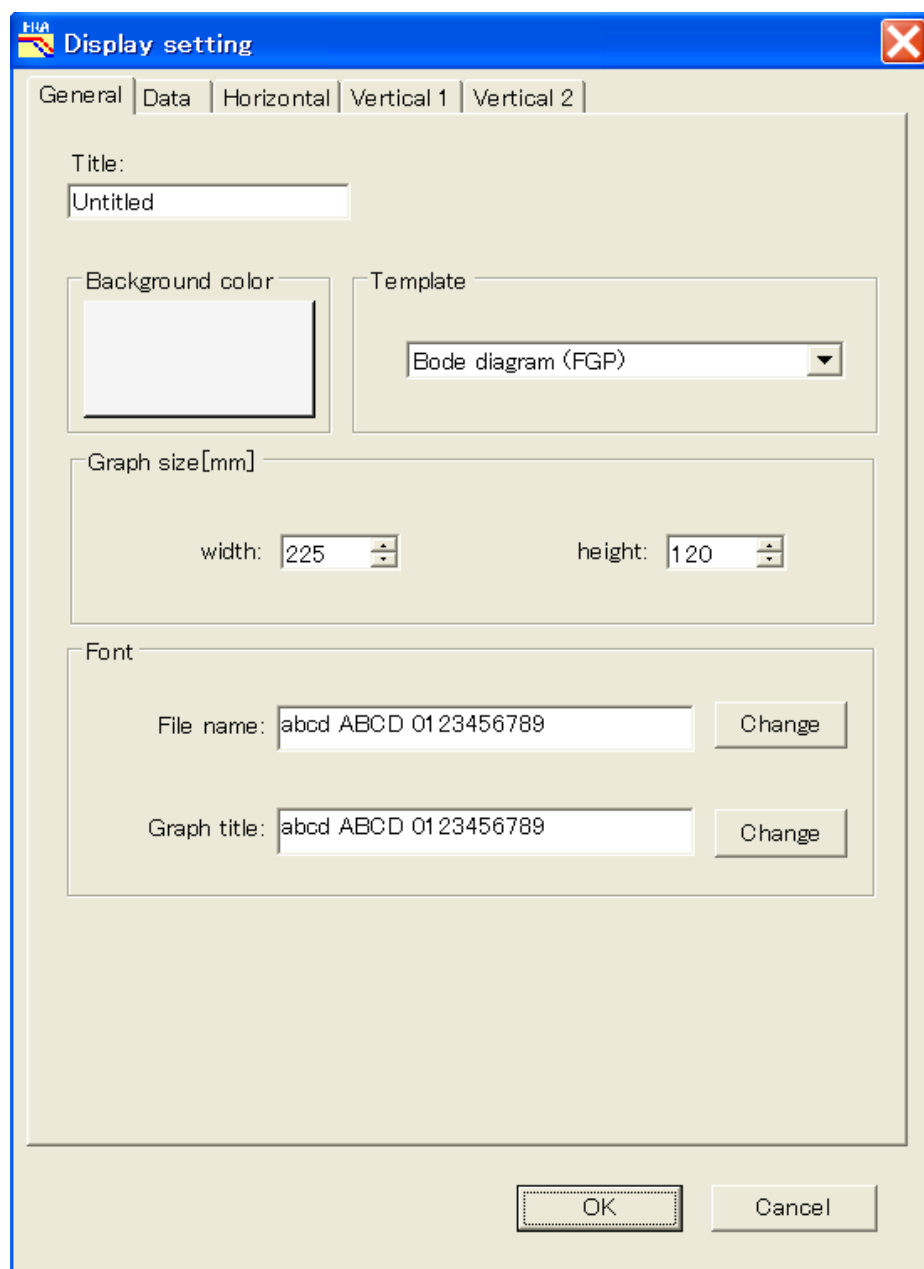 FRA
Display setting
General Data Horizontal Vertical 1 Vertical 2
Title:
Untitled
Background color Template
Bode diagram (FGP)
Graph size[mm]
width: 225 height: 120
Font
File name: abcd ABCD 0123456789 Change
Graph title: abcd ABCD 0123456789 Change
OK Cancel